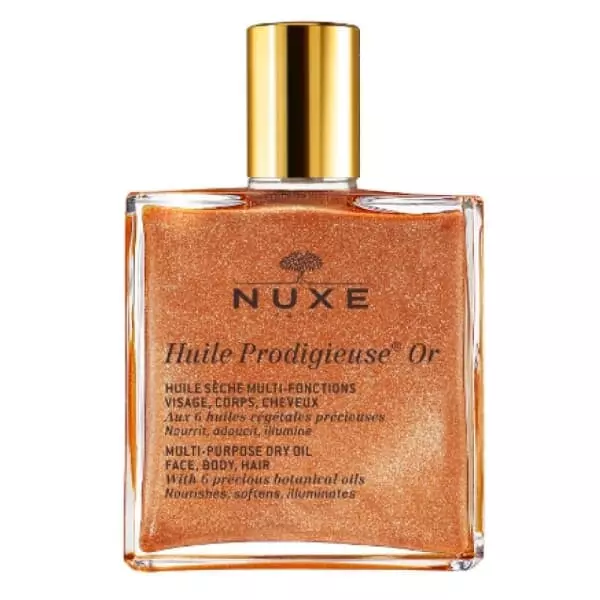 NUXE
Huile Prodigieuse® Or
HUILE SÈCHE MULTI-FONCTIONS
VISAGE, CORPS, CHEVEUX
Aux 6 huiles végétales précieuses
Nourrit, adoucit, illumine
MULTI-PURPOSE DRY OIL
FACE, BODY, HAIR
With 6 precious botanical oils
Nourishes, softens, illuminates